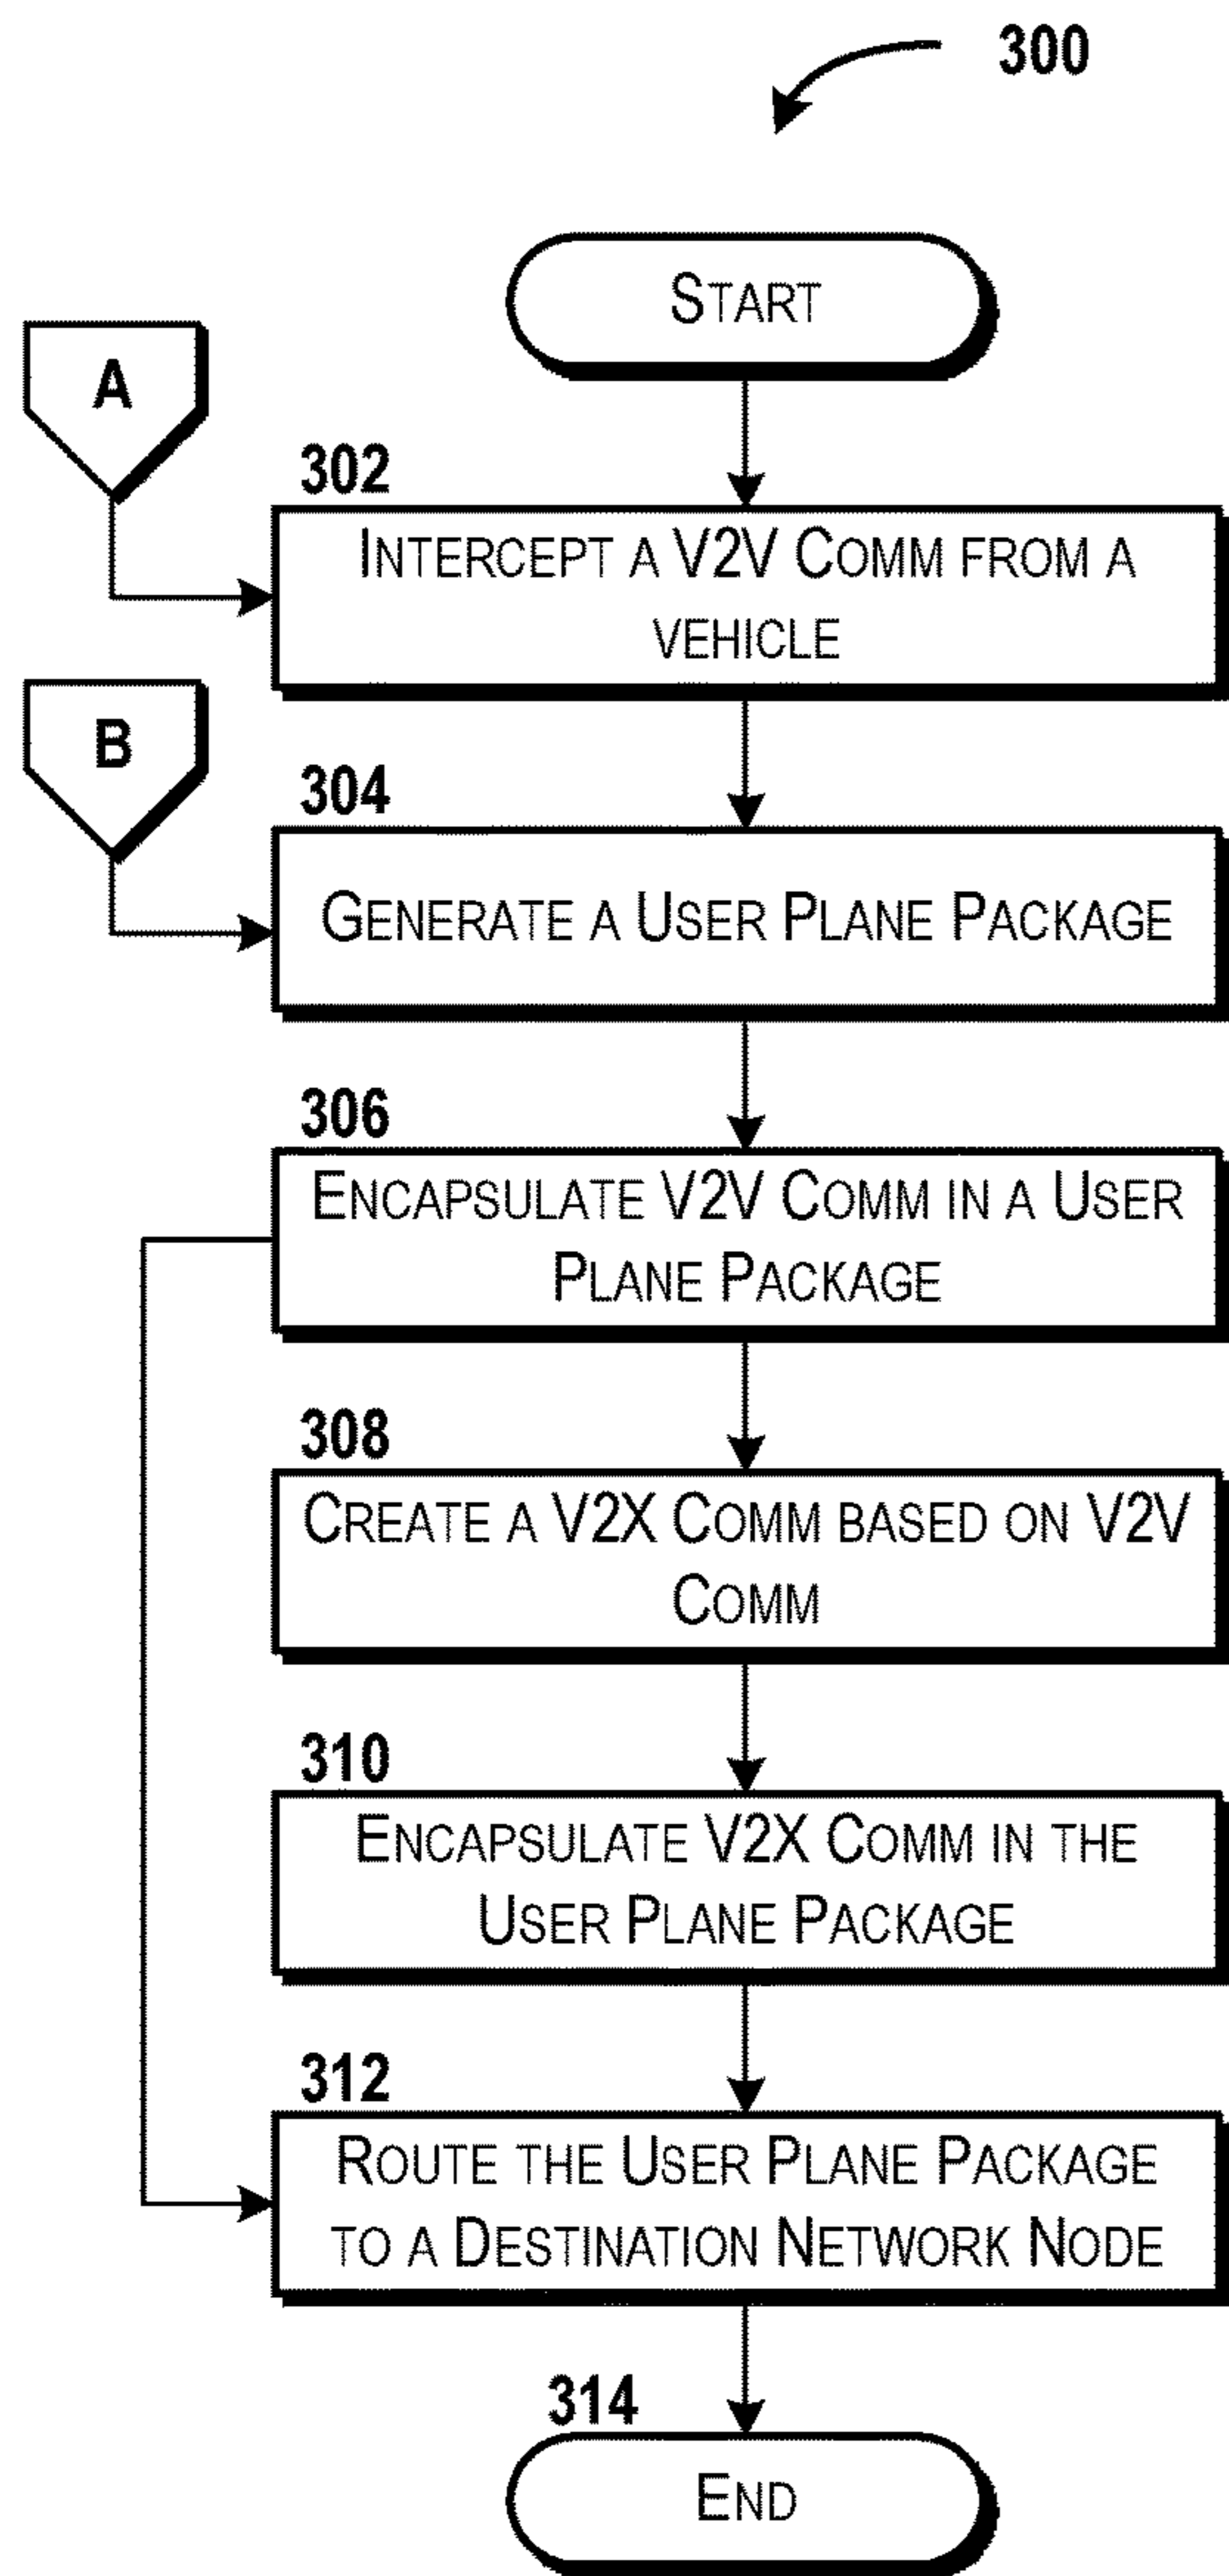 300
START
A
302
INTERCEPT A V2V COMM FROM A
VEHICLE
B
304
GENERATE A USER PLANE PACKAGE
306
ENCAPSULATE V2V COMM IN A USER
PLANE PACKAGE
308
CREATE A V2X COMM BASED ON V2V
COMM
310
ENCAPSULATE V2X COMM IN THE
USER PLANE PACKAGE
312
ROUTE THE USER PLANE PACKAGE
TO A DESTINATION NETWORK NODE
314
END